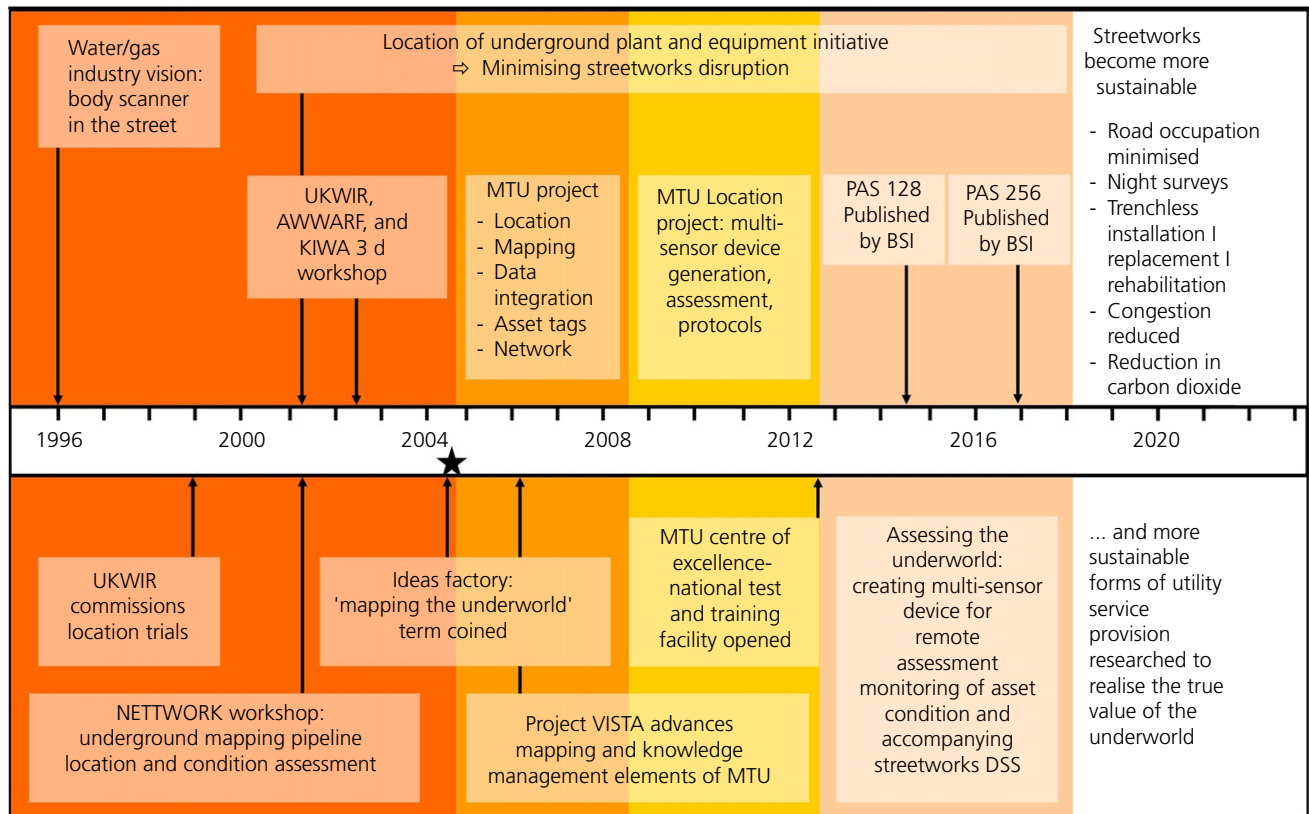 Water/gas
industry vision:
body scanner
in the street
Location of underground plant and equipment initiative
⇨ Minimising streetworks disruption
Streetworks
become more
sustainable
- Road occupation
minimised
- Night surveys
- Trenchless
installation I
replacement I
rehabilitation
- Congestion
reduced
- Reduction in
carbon dioxide
UKWIR,
AWWARF, and
KIWA 3 d
workshop
MTU project
- Location
- Mapping
- Data
integration
- Asset tags
- Network
MTU Location
project: multi-
sensor device
generation,
assessment,
protocols
PAS 128
Published
by BSI
PAS 256
Published
by BSI
1996 2000 2004 2008 2012 2016 2020
UKWIR
commissions
location trials
Ideas factory:
'mapping the underworld'
term coined
MTU centre of
excellence-
national test
and training
facility opened
Assessing the
underworld:
creating multi-sensor
device for
remote
assessment
monitoring of asset
condition and
accompanying
streetworks DSS
... and more
sustainable
forms of utility
service
provision
researched to
realise the true
value of the
underworld
NETTWORK workshop:
underground mapping pipeline
location and condition assessment
Project VISTA advances
mapping and knowledge
management elements of MTU